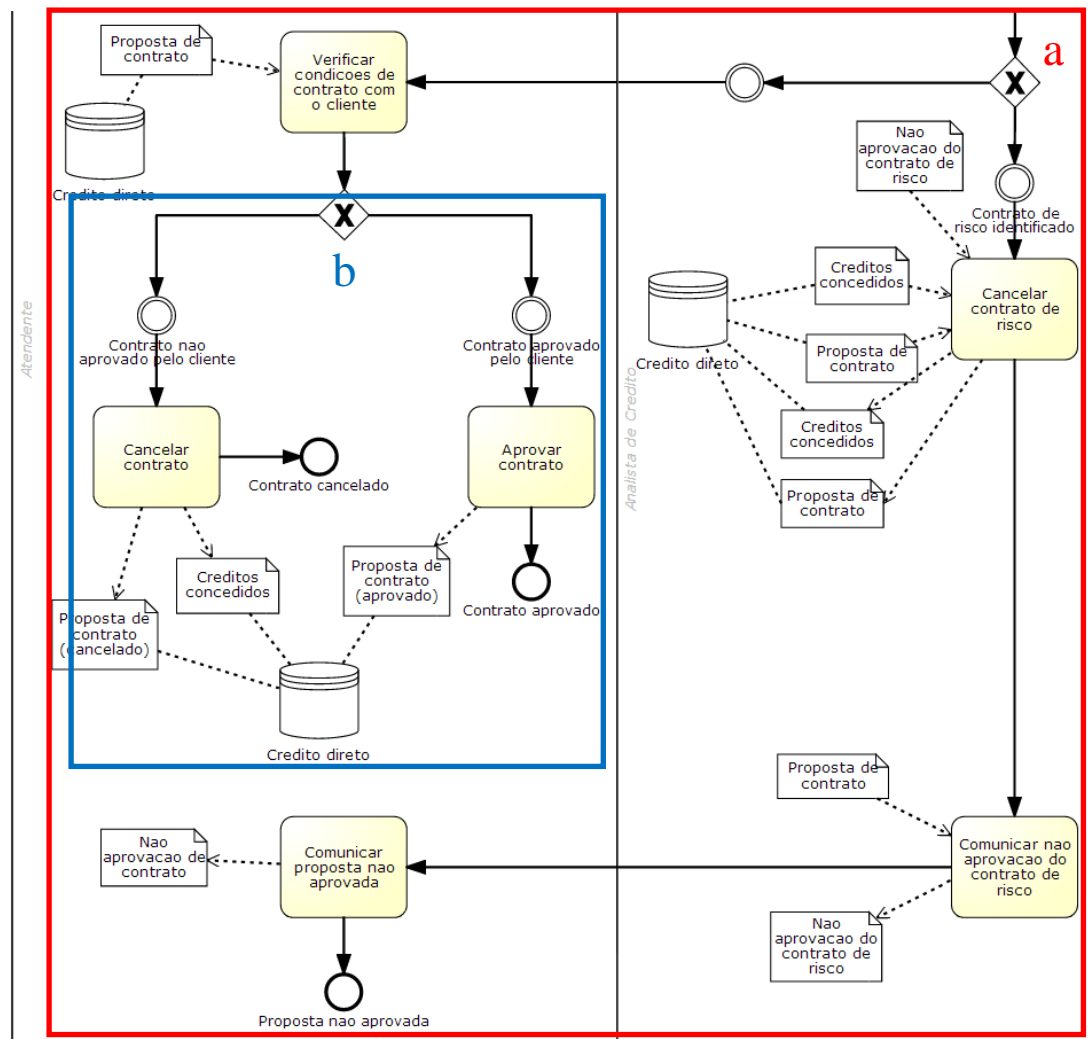 Proposta de
contrato
Credito direto
Verificar
condicoes de
contrato com
o cliente
X
a
X
b
Nao
aprovacao do
contrato de
risco
Contrato de
risco identificado
Creditos
concedidos
Cancelar
contrato de
risco
Proposta de
contrato
Credito direto
Creditos
concedidos
Proposta de
contrato
Atendente
Analista de Credito
Contrato nao
aprovado pelo cliente
Contrato aprovado
pelo cliente
Cancelar
contrato
Contrato cancelado
Aprovar
contrato
Proposta de
contrato
(aprovado)
Creditos
concedidos
Contrato aprovado
Proposta de
contrato
(cancelado)
Credito direto
Proposta de
contrato
Nao
aprovacao de
contrato
Comunicar
proposta nao
aprovada
Comunicar nao
aprovacao do
contrato de
risco
Nao
aprovacao do
contrato de
risco
Proposta nao aprovada